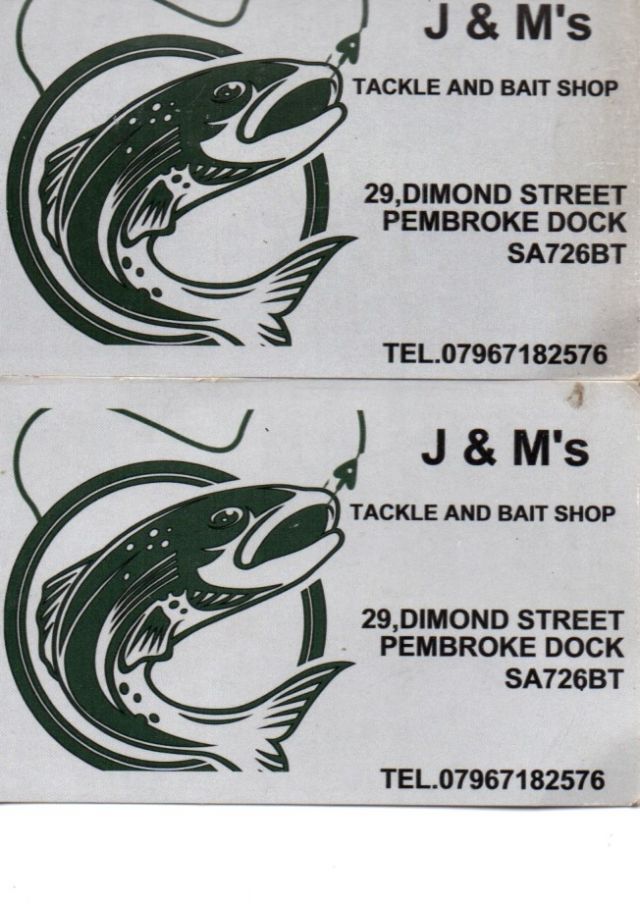 J & M's
TACKLE AND BAIT SHOP
29,DIMOND STREET
PEMBROKE DOCK
SA726BT
TEL.07967182576
J & M's
TACKLE AND BAIT SHOP
29,DIMOND STREET
PEMBROKE DOCK
SA726BT
TEL.07967182576